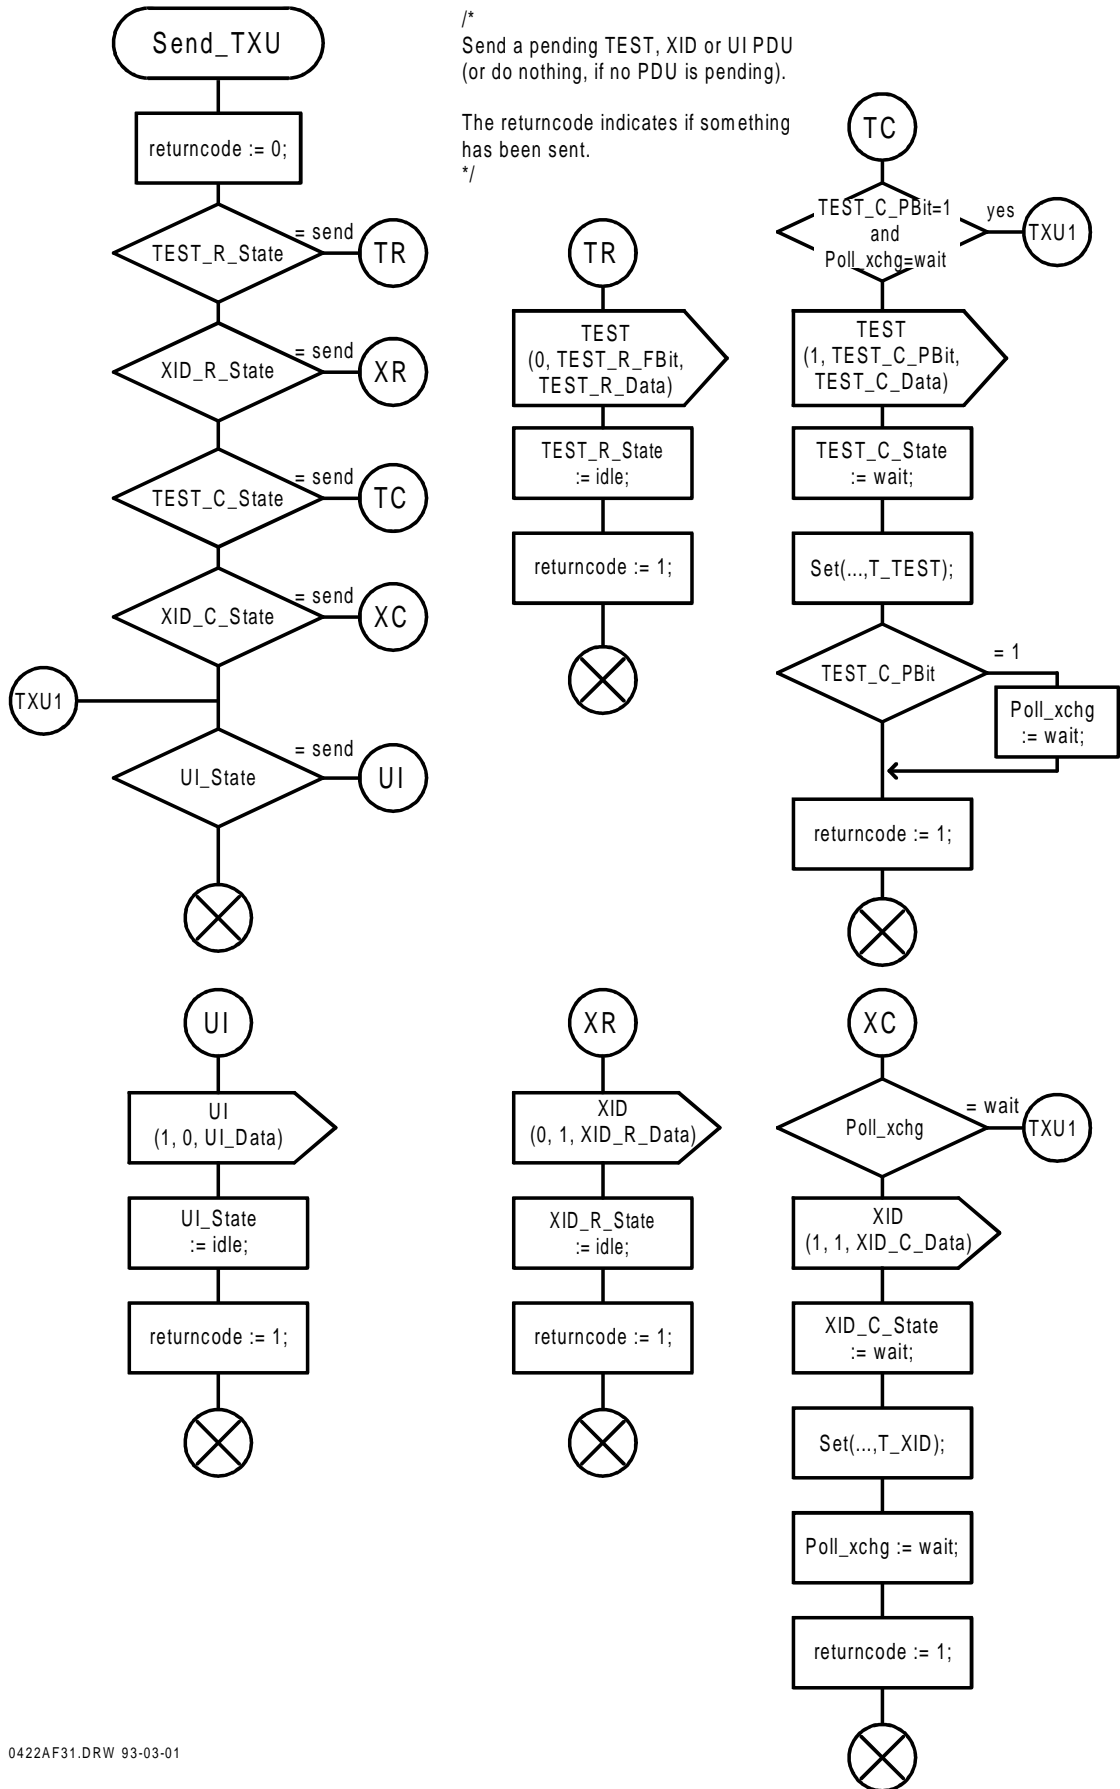 Send_TXU
/*
Send a pending TEST, XID or UI PDU
(or do nothing, if no PDU is pending).
The returncode indicates if something
has been sent.
*/
returncode := 0;
TEST_R_State
= send
TR
XID_R_State
= send
XR
TEST_C_State
= send
TC
XID_C_State
= send
XC
TXU1
UI_State
= send
UI
TR
TEST
(0, TEST_R_FBit,
TEST_R_Data)
TEST_R_State
:= idle;
returncode := 1;
TC
TEST_C_PBit=1
and
Poll_xchg=wait
yes
TXU1
TEST
(1, TEST_C_PBit,
TEST_C_Data)
TEST_C_State
:= wait;
Set(...,T_TEST);
TEST_C_PBit
= 1
Poll_xchg
:= wait;
returncode := 1;
UI
UI
(1, 0, UI_Data)
UI_State
:= idle;
returncode := 1;
XR
XID
(0, 1, XID_R_Data)
XID_R_State
:= idle;
returncode := 1;
XC
Poll_xchg
= wait
TXU1
XID
(1, 1, XID_C_Data)
XID_C_State
:= wait;
Set(...,T_XID);
Poll_xchg := wait;
returncode := 1;
0422AF31.DRW 93-03-01